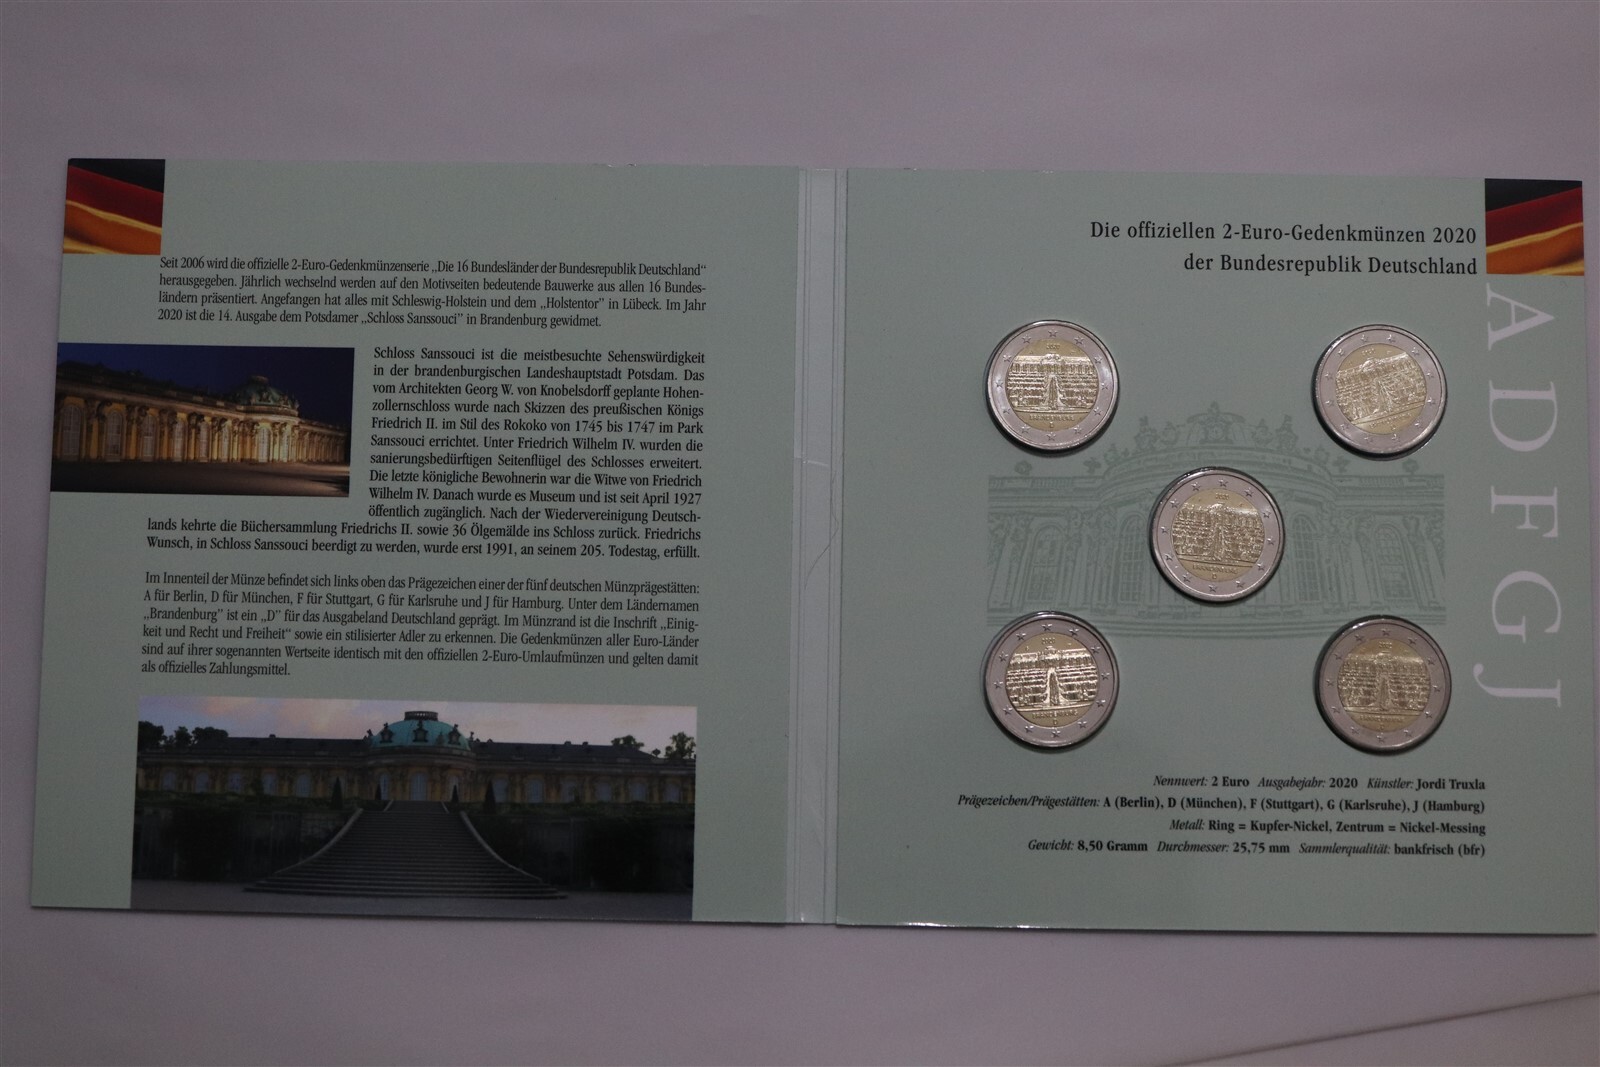 Seit 2006 wird die offizielle 2-Euro-Gedenkmünzenserie „Die 16 Bundesländer der Bundesrepublik Deutschland“
herausgegeben. Jährlich wechselnd werden auf den Motivseiten bedeutende Bauwerke aus allen 16 Bundes-
ländern präsentiert. Angefangen hat alles mit Schleswig-Holstein und dem „Holstentor“ in Lübeck. Im Jahr
2020 ist die 14. Ausgabe dem Potsdamer „Schloss Sanssouci“ in Brandenburg gewidmet.
Schloss Sanssouci ist die meistbesuchte Sehenswürdigkeit
in der brandenburgischen Landeshauptstadt Potsdam. Das
vom Architekten Georg W. von Knobelsdorff geplante Hohen-
zollernschloss wurde nach Skizzen des preußischen Königs
Friedrich II. im Stil des Rokoko von 1745 bis 1747 im Park
Sanssouci errichtet. Unter Friedrich Wilhelm IV. wurden die
sanierungsbedürftigen Seitenflügel des Schlosses erweitert.
Die letzte königliche Bewohnerin war die Witwe von Friedrich
Wilhelm IV. Danach wurde es Museum und ist seit April 1927
öffentlich zugänglich. Nach der Wiedervereinigung Deutsch-
lands kehrte die Büchersammlung Friedrichs II. sowie 36 Ölgemälde ins Schloss zurück. Friedrichs
Wunsch, in Schloss Sanssouci beerdigt zu werden, wurde erst 1991, an seinem 205. Todestag, erfüllt.
Im Innenteil der Münze befindet sich links oben das Prägezeichen einer der fünf deutschen Münzprägestätten:
A für Berlin, D für München, F für Stuttgart, G für Karlsruhe und J für Hamburg. Unter dem Ländernamen
„Brandenburg“ ist ein „D“ für das Ausgabeland Deutschland geprägt. Im Münzrand ist die Inschrift „Einig-
keit und Recht und Freiheit“ sowie ein stilisierter Adler zu erkennen. Die Gedenkmünzen aller Euro-Länder
sind auf ihrer sogenannten Wertseite identisch mit den offiziellen 2-Euro-Umlaufmünzen und gelten damit
als offizielles Zahlungsmittel.
Die offiziellen 2-Euro-Gedenkmünzen 2020
der Bundesrepublik Deutschland
A D F G J
Nennwert: 2 Euro Ausgabejahr: 2020 Künstler: Jordi Truxla
Prägezeichen/Prägestätten: A (Berlin), D (München), F (Stuttgart), G (Karlsruhe), J (Hamburg)
Metall: Ring = Kupfer-Nickel, Zentrum = Nickel-Messing
Gewicht: 8,50 Gramm Durchmesser: 25,75 mm Sammlerqualität: bankfrisch (bfr)